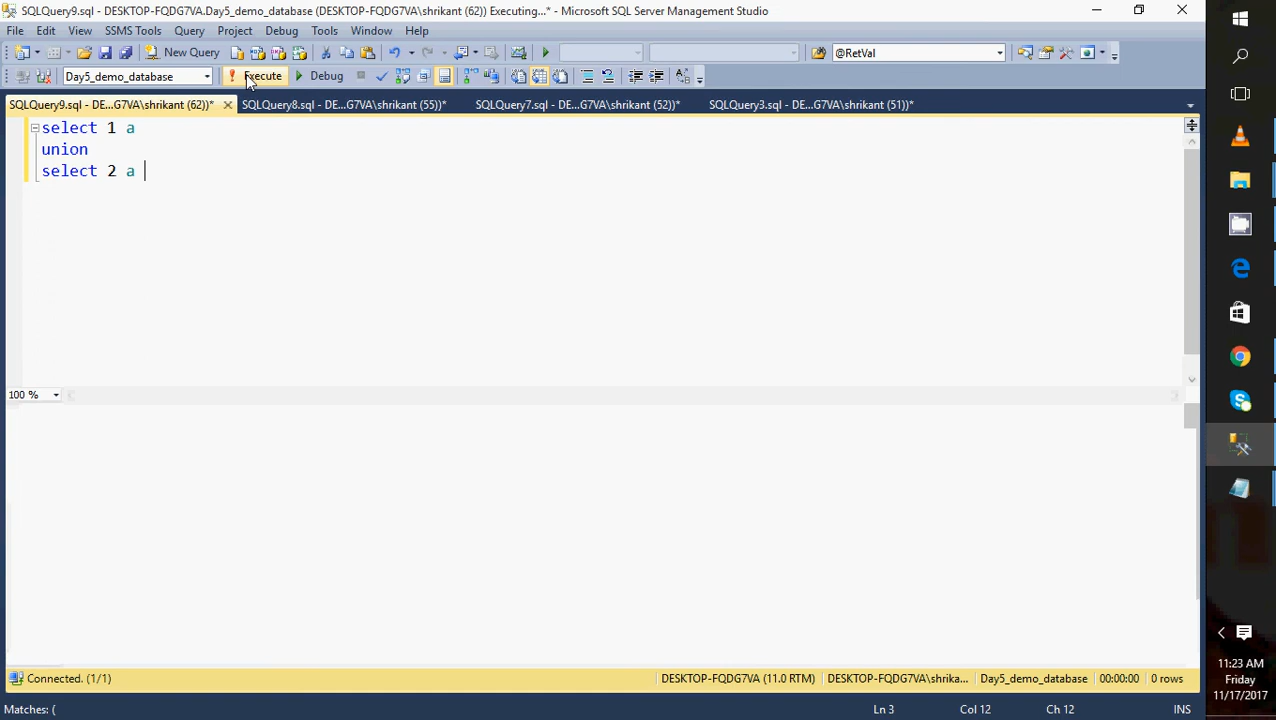 SQLQuery9.sql - DESKTOP-FQDG7VA.Day5_demo_database (DESKTOP-FQDG7VA\shrikant (62)) Executing...* - Microsoft SQL Server Management Studio
File Edit View SSMS Tools Query Project Debug Tools Window Help
New Query @RetVal
Day5_demo_database Execute Debug
SQLQuery9.sql - DE...G7VA\shrikant (62))* SQLQuery8.sql - DE...G7VA\shrikant (55))* SQLQuery7.sql - DE...G7VA\shrikant (52))* SQLQuery3.sql - DE...G7VA\shrikant (51))*
select 1 a
union
select 2 a
100 %
Connected. (1/1) DESKTOP-FQDG7VA (11.0 RTM) DESKTOP-FQDG7VA\shrika... Day5_demo_database 00:00:00 0 rows
Matches: ( Ln 3 Col 12 Ch 12 INS
11:23 AM
Friday
11/17/2017